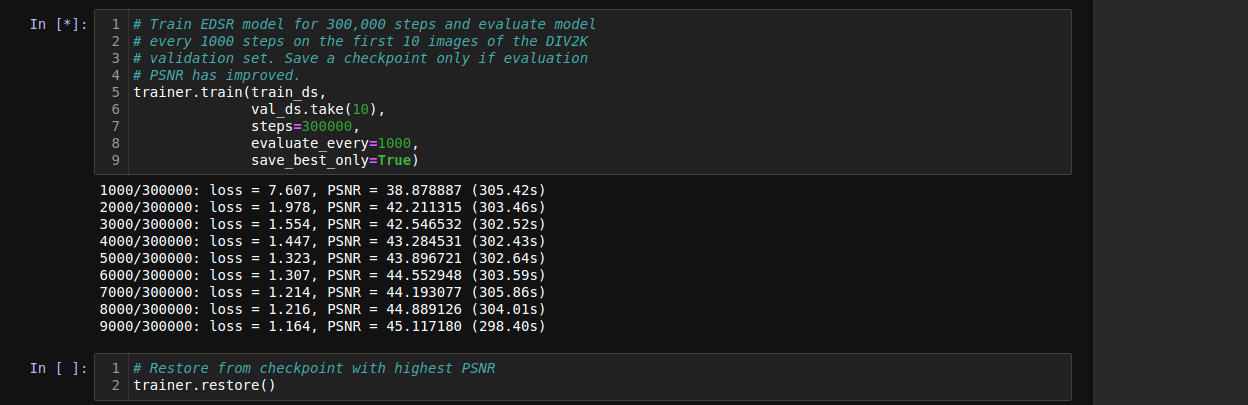 In [*]:
1 # Train EDSR model for 300,000 steps and evaluate model
2 # every 1000 steps on the first 10 images of the DIV2K
3 # validation set. Save a checkpoint only if evaluation
4 # PSNR has improved.
5 trainer.train(train_ds,
6               val_ds.take(10),
7               steps=300000,
8               evaluate_every=1000,
9               save_best_only=True)
1000/300000: loss = 7.607, PSNR = 38.878887 (305.42s)
2000/300000: loss = 1.978, PSNR = 42.211315 (303.46s)
3000/300000: loss = 1.554, PSNR = 42.546532 (302.52s)
4000/300000: loss = 1.447, PSNR = 43.284531 (302.43s)
5000/300000: loss = 1.323, PSNR = 43.896721 (302.64s)
6000/300000: loss = 1.307, PSNR = 44.552948 (303.59s)
7000/300000: loss = 1.214, PSNR = 44.193077 (305.86s)
8000/300000: loss = 1.216, PSNR = 44.889126 (304.01s)
9000/300000: loss = 1.164, PSNR = 45.117180 (298.40s)
In [ ]:
1 # Restore from checkpoint with highest PSNR
2 trainer.restore()